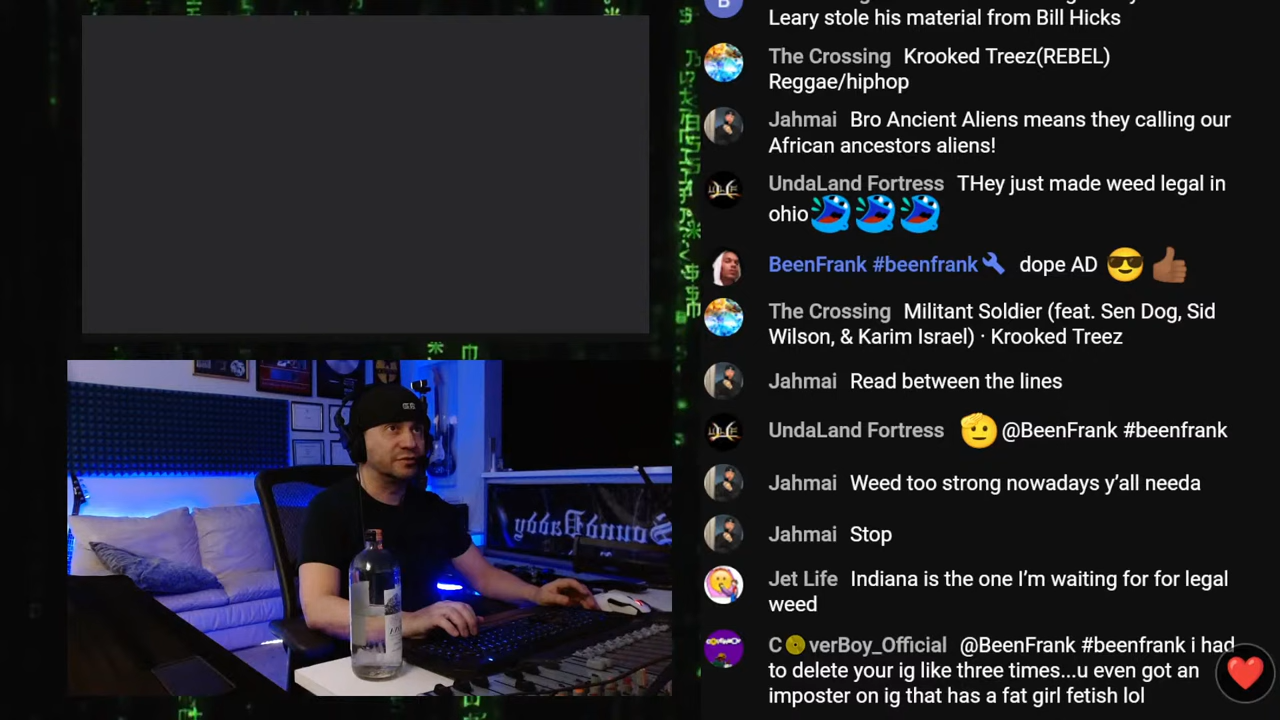 Leary stole his material from Bill Hicks
The Crossing Krooked Treez(REBEL)
Reggae/hiphop
Jahmai Bro Ancient Aliens means they calling our
African ancestors aliens!
UndaLand Fortress THey just made weed legal in
ohio
BeenFrank #beenfrank dope AD
The Crossing Militant Soldier (feat. Sen Dog, Sid
Wilson, & Karim Israel) · Krooked Treez
Jahmai Read between the lines
UndaLand Fortress @BeenFrank #beenfrank
Jahmai Weed too strong nowadays y’all needa
Jahmai Stop
Jet Life Indiana is the one I’m waiting for for legal
weed
C verBoy_Official @BeenFrank #beenfrank i had
to delete your ig like three times...u even got an
imposter on ig that has a fat girl fetish lol
SoundDaddy